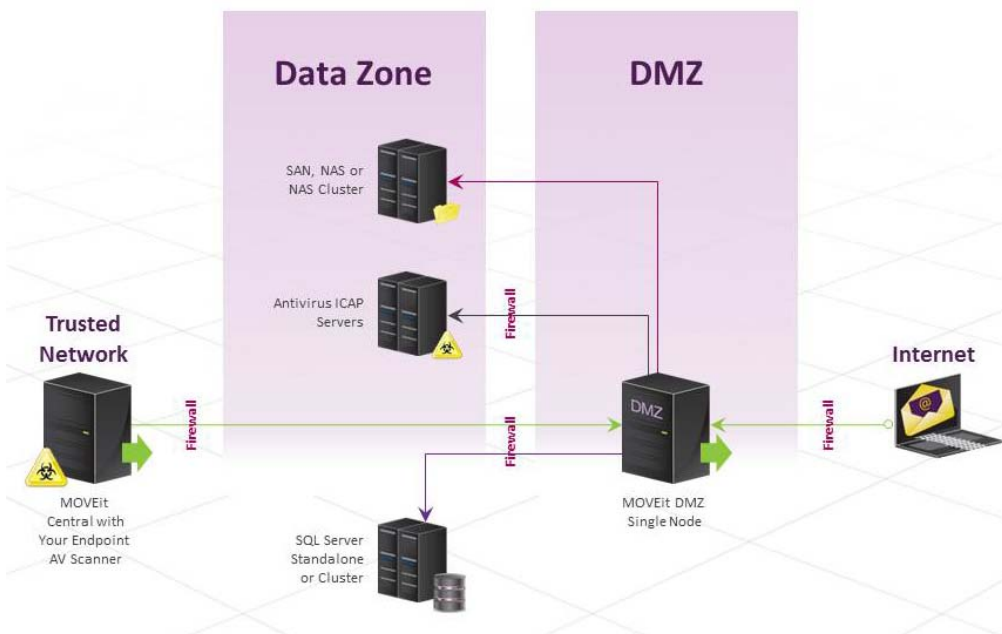 Data Zone
DMZ
SAN, NAS or
NAS Cluster
Antivirus ICAP
Servers
Firewall
Trusted
Network
Internet
DMZ
@
Firewall
Firewall
Firewall
MOVEit
Central with
Your Endpoint
AV Scanner
MOVEit DMZ
Single Node
SQL Server
Standalone
or Cluster